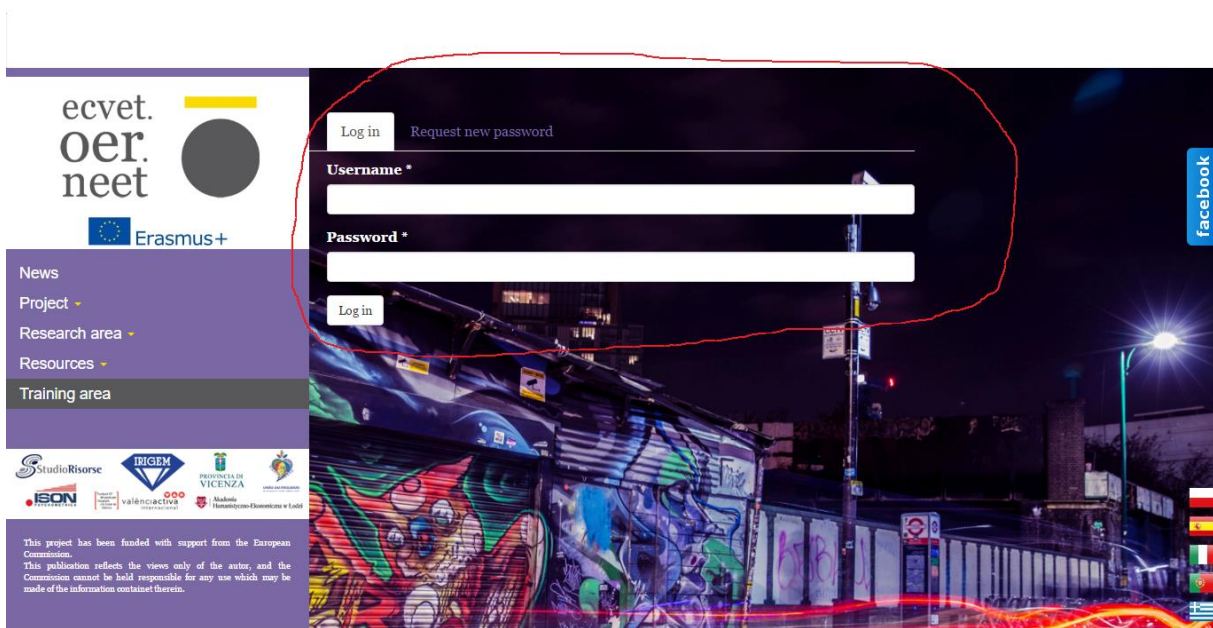 ecvet.
oer.
neet
Erasmus+
News
Project
Research area
Resources
Training area
StudioRisorse
IRIGEM
PROVINCIA DI
VICENZA
ISON
PSYCHOMETRICA
valènciactiva
internacional
Akademia
Humanistyczno-Ekonomiczna w Łodzi
This project has been funded with support from the European
Commission.
This publication reflects the views only of the autor, and the
Commission cannot be held responsible for any use which may be
made of the information containet therein.
Log in
Request new password
Username *
Password *
Log in
facebook